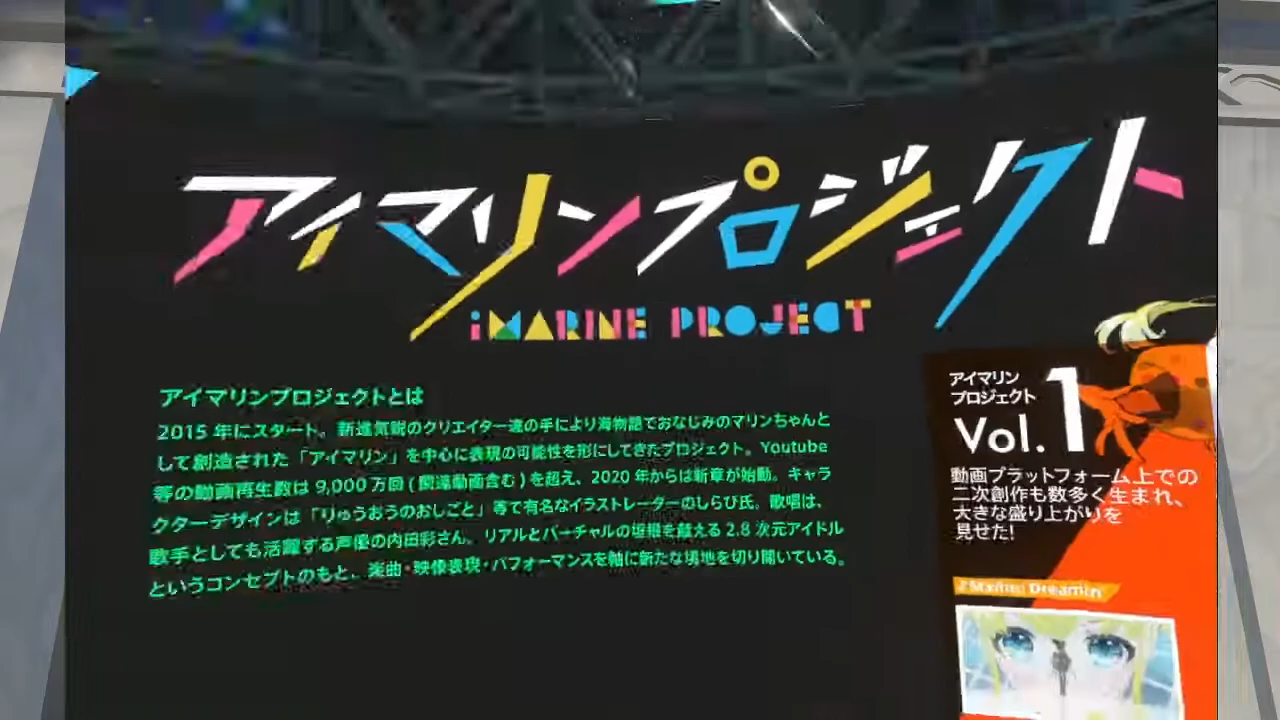 アイマリンプロジェクト
iMARINE PROJECT
アイマリンプロジェクトとは
2015年にスタート。新進気鋭のクリエイター達の手により海物語でおなじみのマリンちゃんと
して創造された「アイマリン」を中心に表現の可能性を形にしてきたプロジェクト。Youtube
等の動画再生数は9,000万回(関連動画含む)を超え、2020年からは新章が始動。キャラ
クターデザインは「りゅうおうのおしごと」等で有名なイラストレーターのしらび氏。歌唱は、
歌手としても活躍する声優の内田彩さん。リアルとバーチャルの垣根を越える2.8次元アイドル
というコンセプトのもと、楽曲・映像表現・パフォーマンスを軸に新たな境地を切り開いている。
アイマリン
プロジェクト
Vol.1
動画プラットフォーム上での
二次創作も数多く生まれ、
大きな盛り上がりを
見せた!
Dreamin'